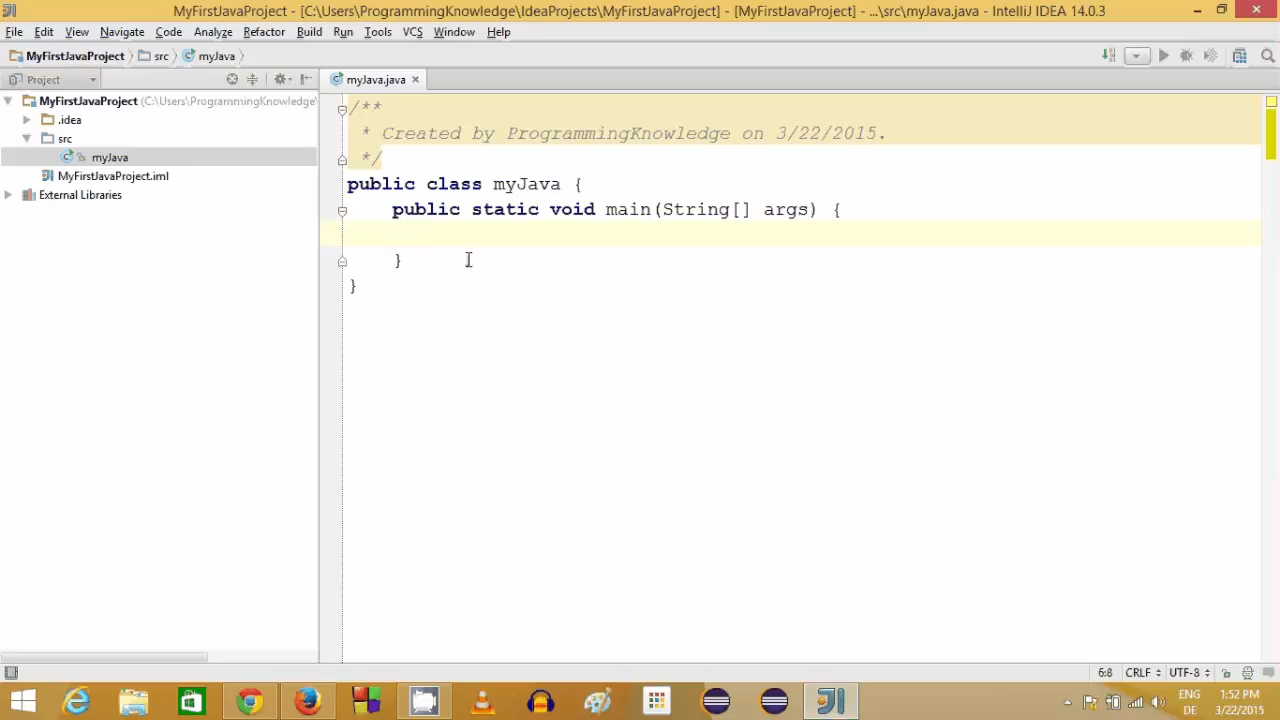 MyFirstJavaProject - [C:\Users\ProgrammingKnowledge\IdeaProjects\MyFirstJavaProject] - [MyFirstJavaProject] - ...\src\myJava.java - IntelliJ IDEA 14.0.3
File Edit View Navigate Code Analyze Refactor Build Run Tools VCS Window Help
MyFirstJavaProject src myJava
Project
myJava.java
MyFirstJavaProject (C:\Users\ProgrammingKnowledge\
.idea
src
myJava
MyFirstJavaProject.iml
External Libraries
/**
* Created by ProgrammingKnowledge on 3/22/2015.
*/
public class myJava {
public static void main(String[] args) {
}
}
6:8 CRLF UTF-8
ENG 1:52 PM
DE 3/22/2015